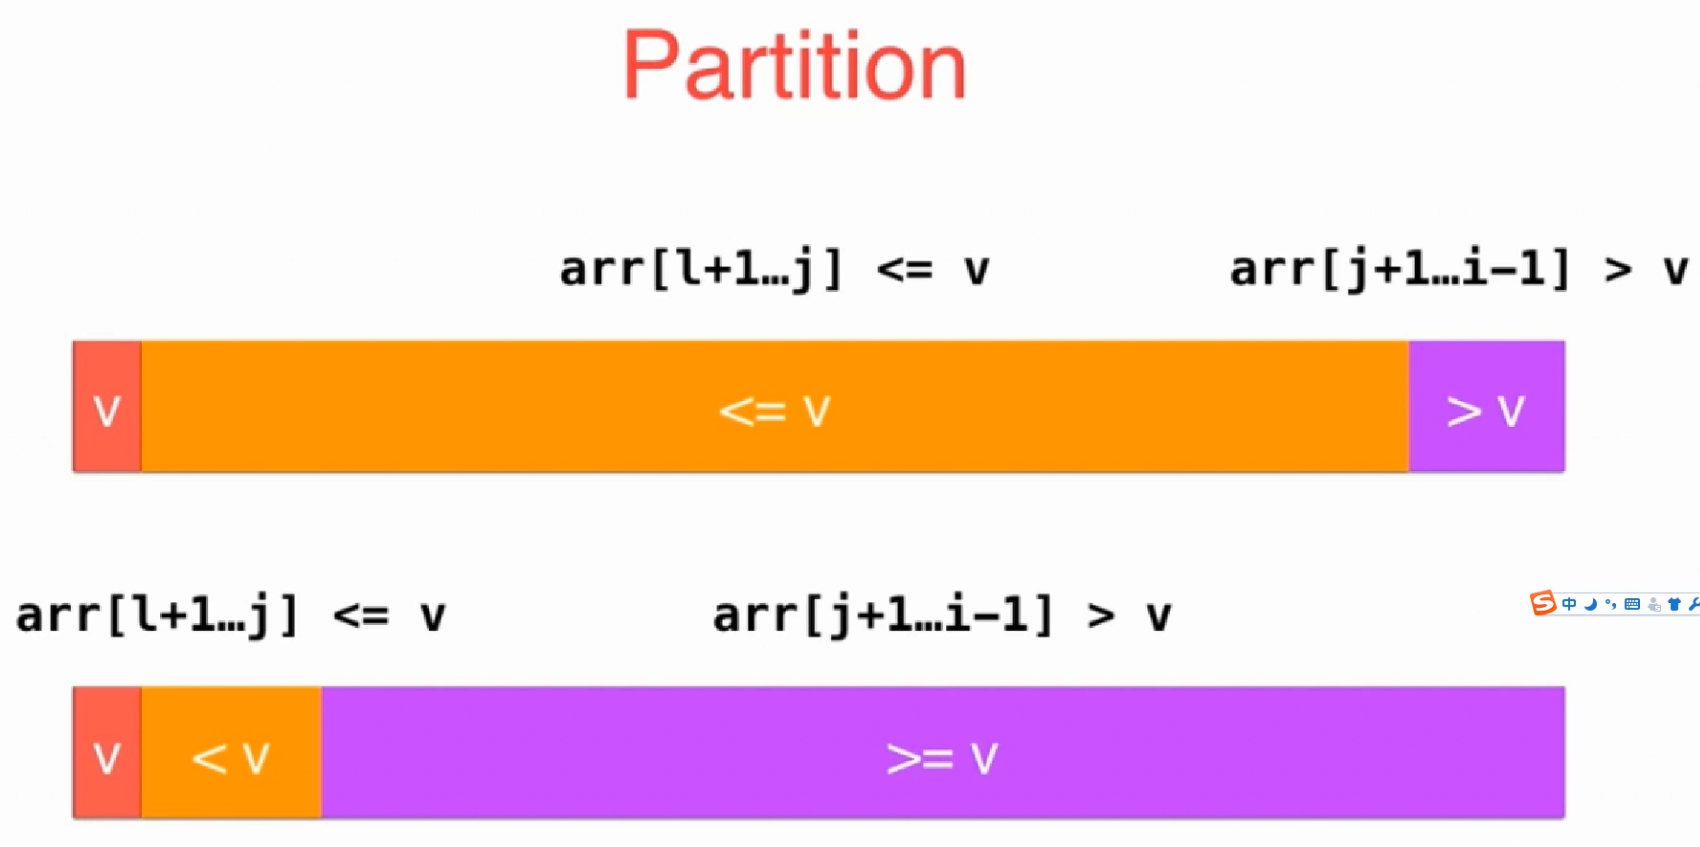 Partition
arr[l+1…j] <= v arr[j+1…i-1] > v
v <= v > v
arr[l+1…j] <= v arr[j+1…i-1] > v
S 中
v < v >= v